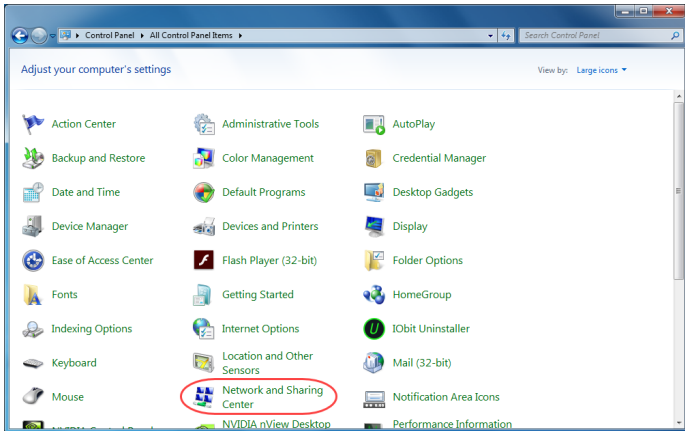 Control Panel ▸ All Control Panel Items ▸ Search Control Panel
Adjust your computer's settings View by: Large icons
Action Center Administrative Tools AutoPlay
Backup and Restore Color Management Credential Manager
Date and Time Default Programs Desktop Gadgets
Device Manager Devices and Printers Display
Ease of Access Center Flash Player (32-bit) Folder Options
Fonts Getting Started HomeGroup
Indexing Options Internet Options IObit Uninstaller
Keyboard Location and Other
Sensors Mail (32-bit)
Mouse Network and Sharing
Center Notification Area Icons
NVIDIA Control Panel NVIDIA nView Desktop Performance Information